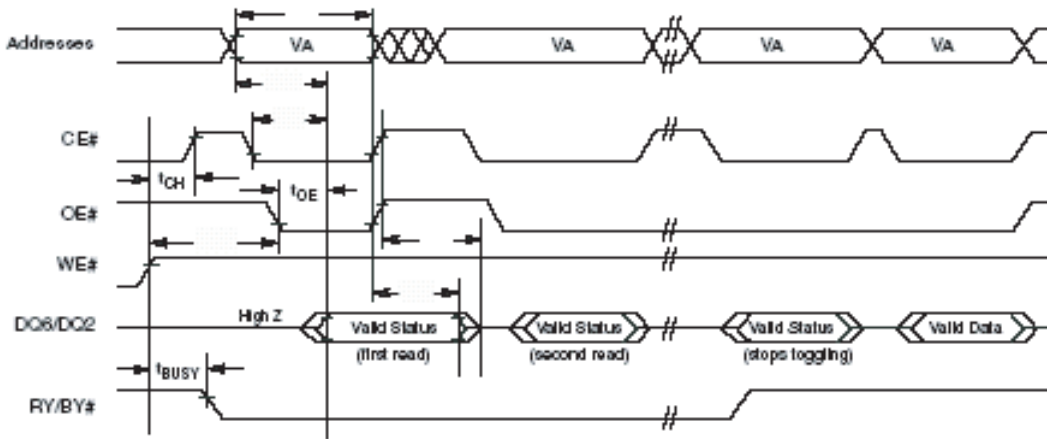 Addresses VA VA VA VA
CE#
tCH tOE
OE#
WE#
High Z
DQ6/DQ2 Valid Status Valid Status Valid Status Valid Data
(first read) (second read) (stops toggling)
tBUSY
RY/BY#